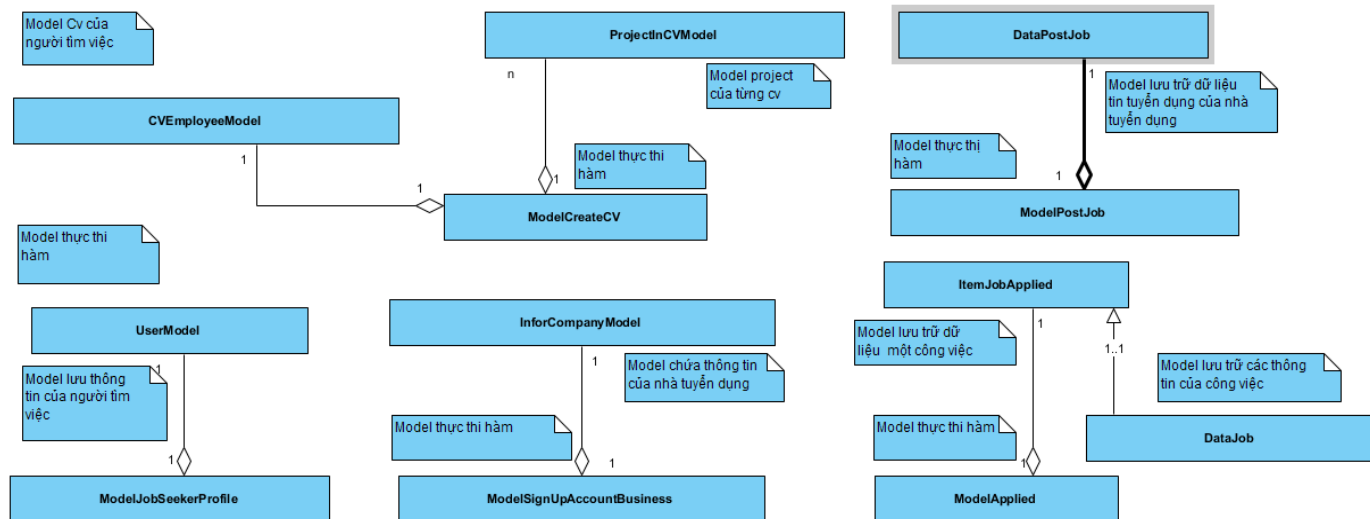 Model Cv của
người tìm việc
ProjectInCVModel
DataPostJob
n
Model project
của từng cv
1
Model lưu trữ dữ liệu
tin tuyển dụng của nhà
tuyển dụng
CVEmployeeModel
1
Model thực thi
hàm
1
1
Model thực thị
hàm
1
ModelCreateCV
ModelPostJob
Model thực thi
hàm
ItemJobApplied
UserModel
InforCompanyModel
1
Model lưu trữ dữ
liệu một công việc
1..1
1
Model lưu thông
tin của người tìm
việc
1
Model chứa thông tin
của nhà tuyển dụng
Model lưu trữ các thông
tin của công việc
Model thực thi hàm
Model thực thi hàm
DataJob
1
1
1
ModelJobSeekerProfile
ModelSignUpAccountBusiness
ModelApplied